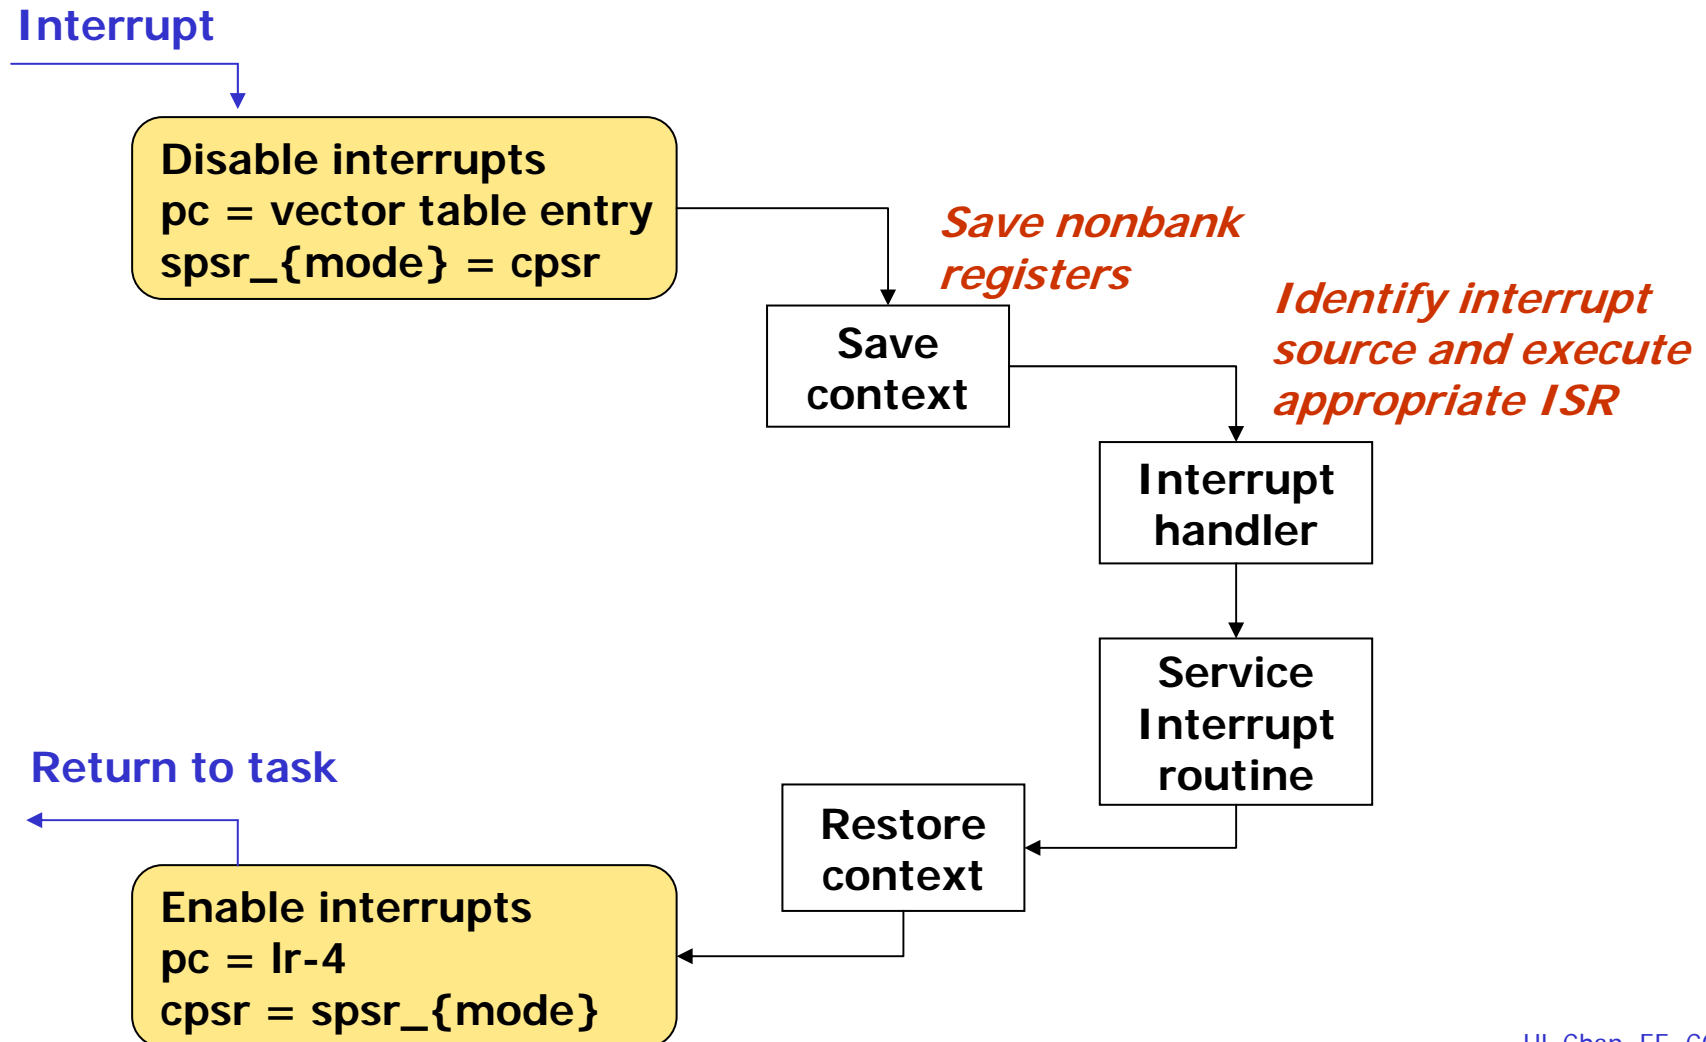 Interrupt
Disable interrupts
pc = vector table entry
spsr_{mode} = cpsr
Save nonbank
registers
Save
context
Identify interrupt
source and execute
appropriate ISR
Interrupt
handler
Service
Interrupt
routine
Restore
context
Return to task
Enable interrupts
pc = lr-4
cpsr = spsr_{mode}